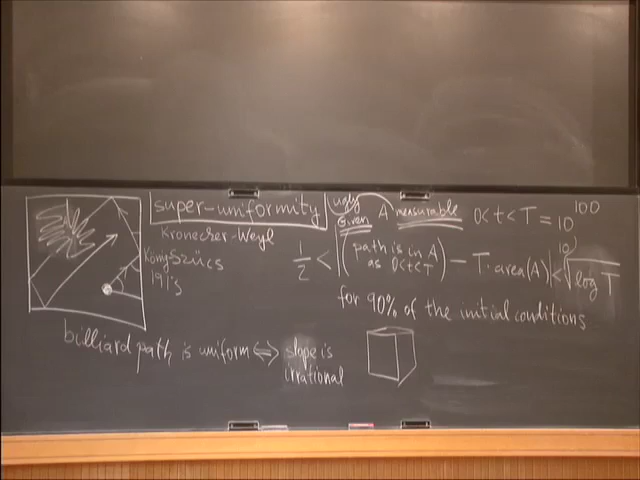 super-uniformity
Kronecker-Weyl
König Szücs
191's
ugly
Given A measurable 0<t<T = 10^100
1/2 < |(path is in A as 0<t<T) − T·area(A)| < 10√log T
for 90% of the initial conditions
billiard path is uniform ⇔ slope is
irrational